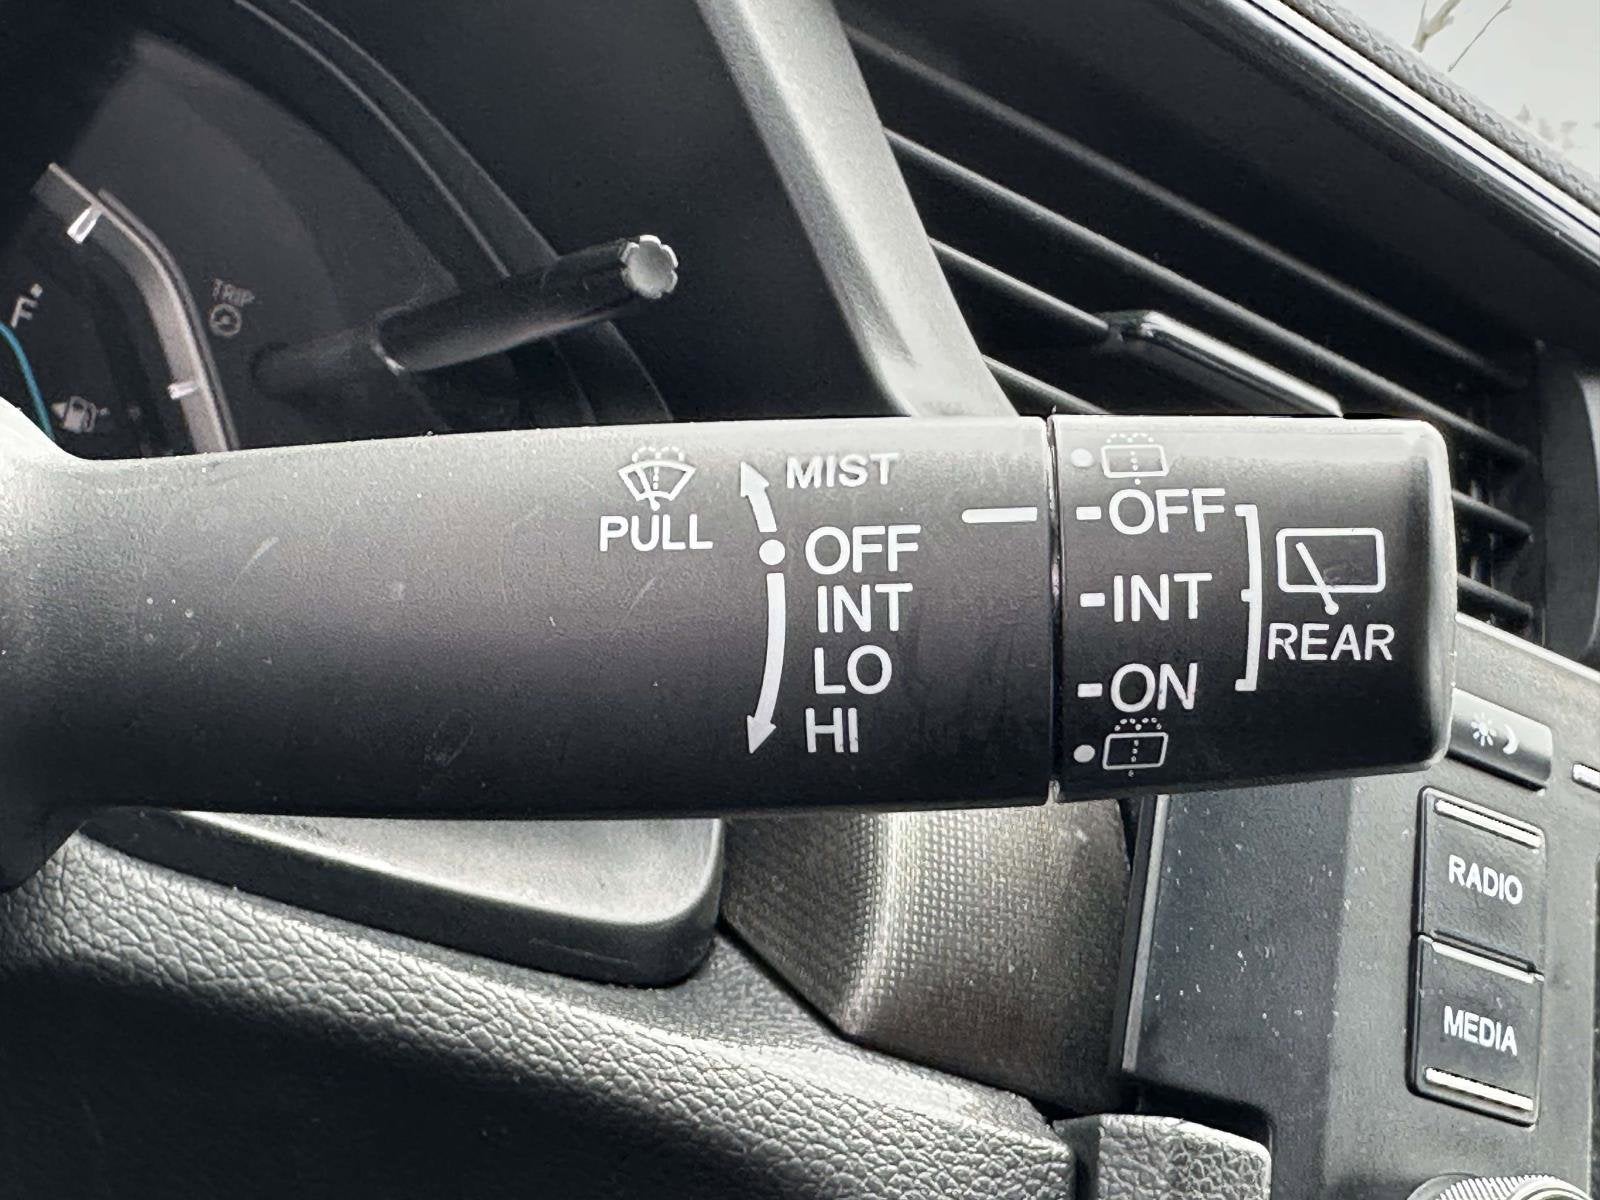 F
TRIP
PULL
MIST
OFF
INT
LO
HI
OFF
INT
ON
REAR
RADIO
MEDIA